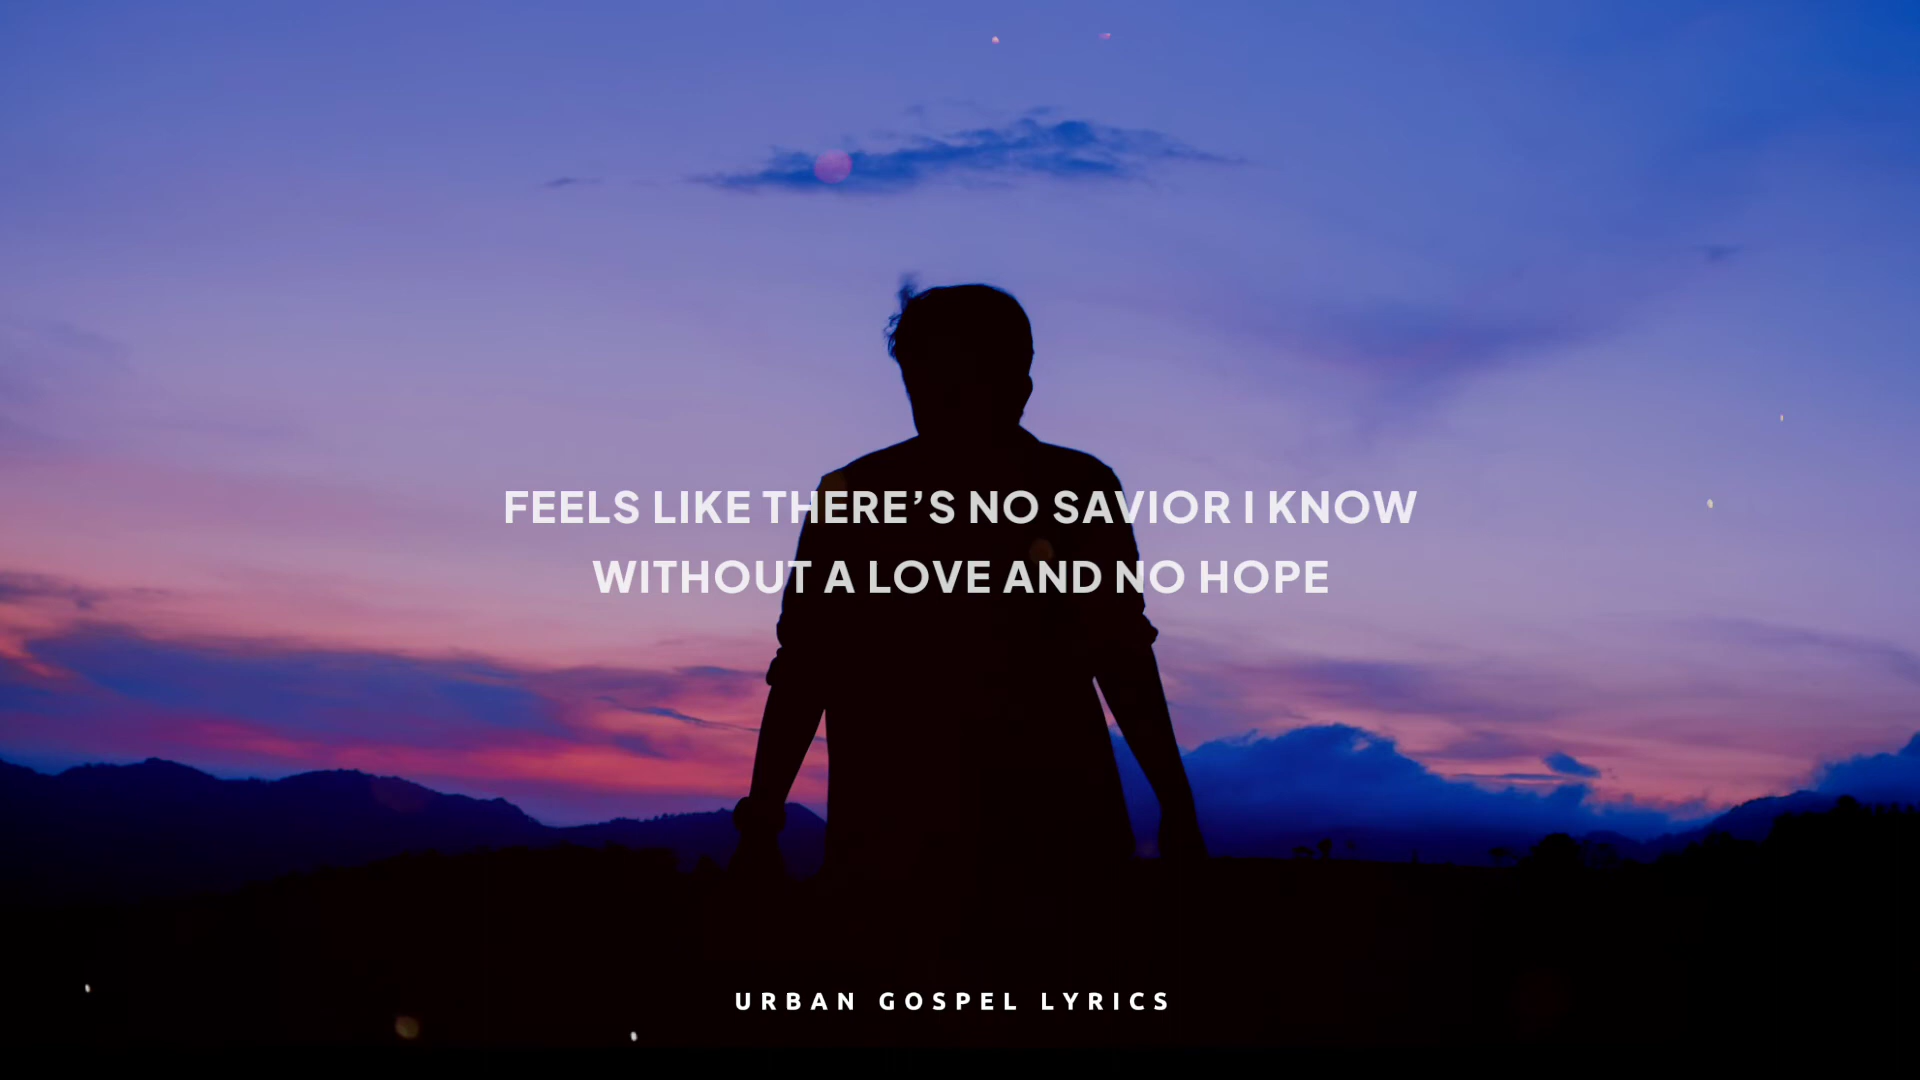 FEELS LIKE THERE’S NO SAVIOR I KNOW
WITHOUT A LOVE AND NO HOPE
URBAN GOSPEL LYRICS